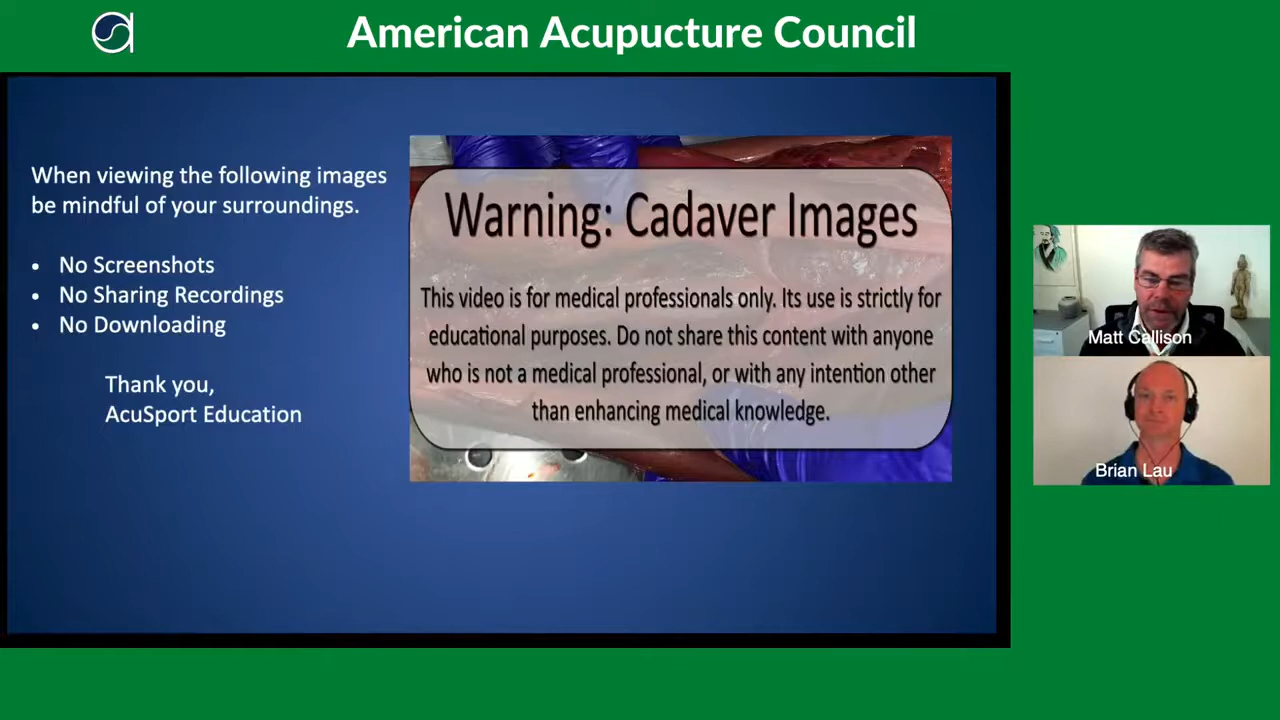 American Acupucture Council
When viewing the following images
be mindful of your surroundings.
• No Screenshots
• No Sharing Recordings
• No Downloading
Thank you,
AcuSport Education
Warning: Cadaver Images
This video is for medical professionals only. Its use is strictly for
educational purposes. Do not share this content with anyone
who is not a medical professional, or with any intention other
than enhancing medical knowledge.
Matt Callison
Brian Lau